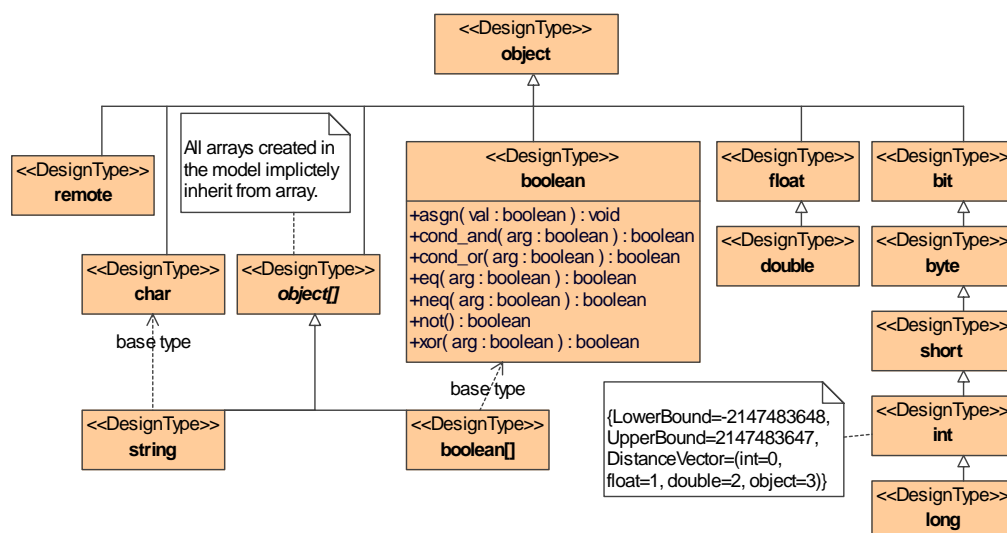 <<DesignType>>
object
<<DesignType>>
remote
All arrays created in
the model implictely
inherit from array.
<<DesignType>>
boolean
+asgn( val : boolean ) : void
+cond_and( arg : boolean ) : boolean
+cond_or( arg : boolean ) : boolean
+eq( arg : boolean ) : boolean
+neq( arg : boolean ) : boolean
+not() : boolean
+xor( arg : boolean ) : boolean
<<DesignType>>
float
<<DesignType>>
bit
<<DesignType>>
char
<<DesignType>>
object[]
<<DesignType>>
double
<<DesignType>>
byte
<<DesignType>>
short
base type
base type
<<DesignType>>
string
<<DesignType>>
boolean[]
{LowerBound=-2147483648,
UpperBound=2147483647,
DistanceVector=(int=0,
float=1, double=2, object=3)}
<<DesignType>>
int
<<DesignType>>
long